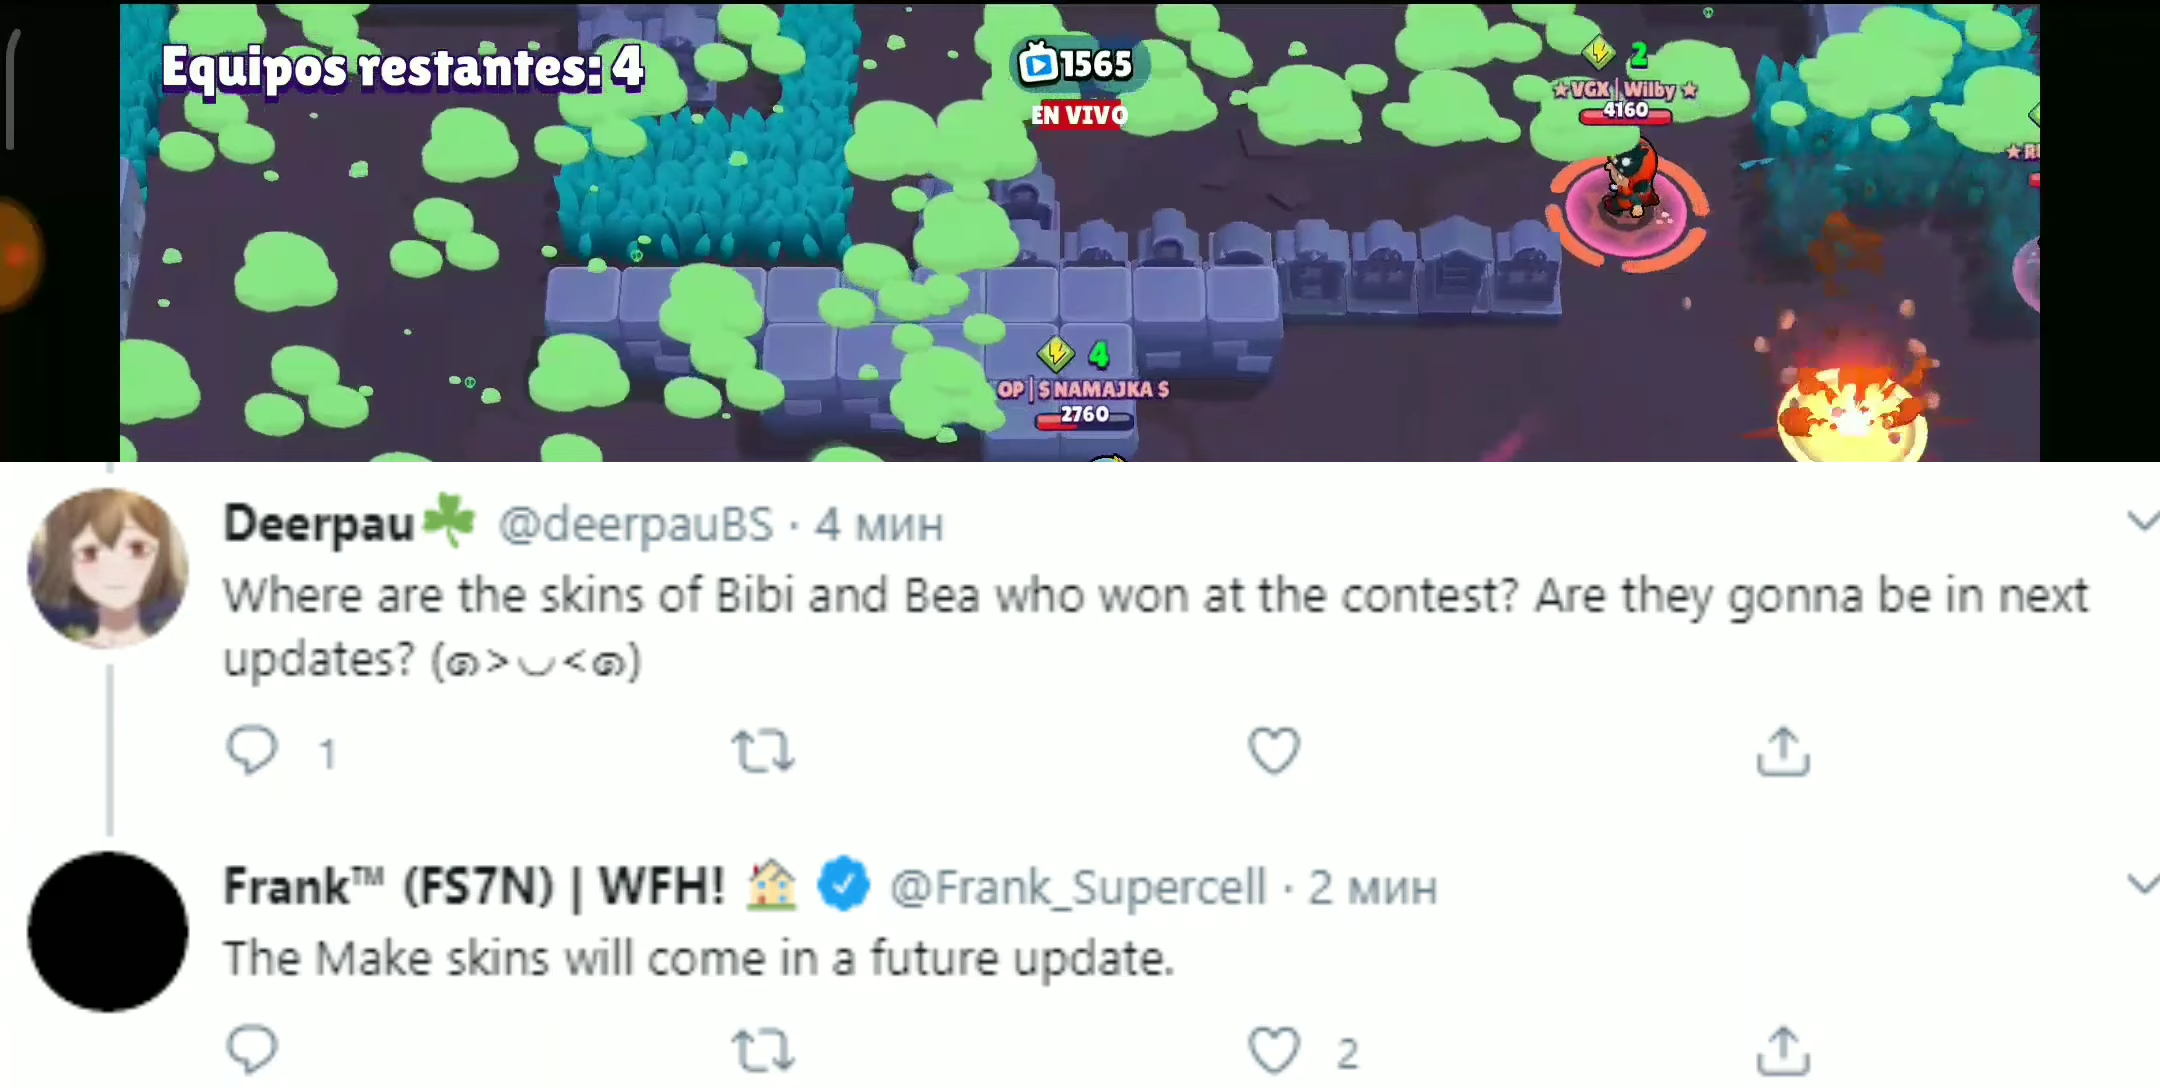 Equipos restantes: 4
1565
EN VIVO
2
★VGX | Wilby ★
4160
4
OP | $ NAMAJKA $
2760
Deerpau☘ @deerpauBS · 4 мин
Where are the skins of Bibi and Bea who won at the contest? Are they gonna be in next
updates? (๑>◡<๑)
1
Frank™ (FS7N) | WFH! 🏠 @Frank_Supercell · 2 мин
The Make skins will come in a future update.
2